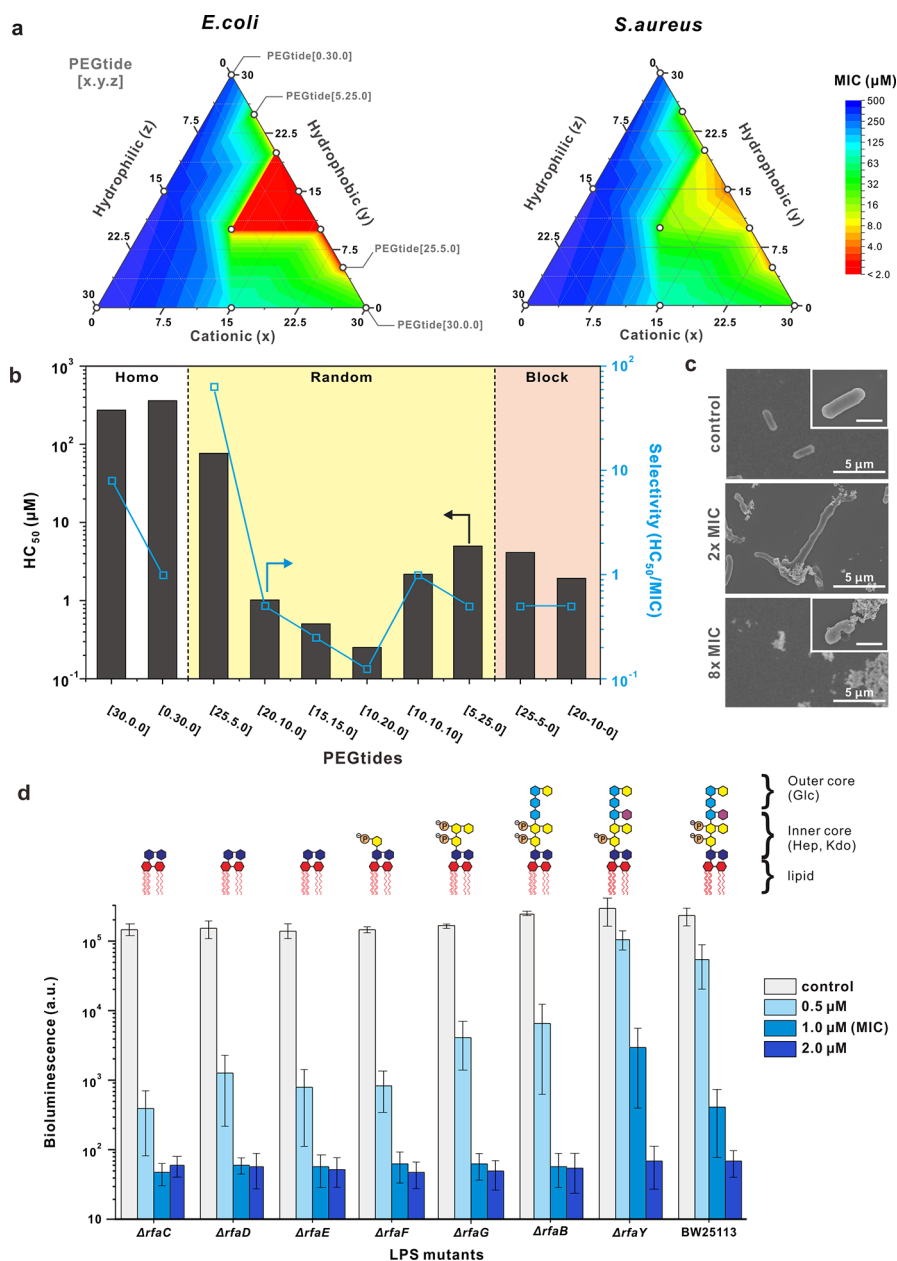 a
E.coli
S.aureus
PEGtide
[x.y.z]
PEGtide[0.30.0]
PEGtide[5.25.0]
PEGtide[25.5.0]
PEGtide[30.0.0]
0
30
7.5
22.5
15
15
22.5
7.5
30
0
0
7.5
15
22.5
30
Hydrophilic (z)
Hydrophobic (y)
Cationic (x)
0
30
7.5
22.5
15
15
22.5
7.5
30
0
0
7.5
15
22.5
30
Hydrophilic (z)
Hydrophobic (y)
Cationic (x)
MIC (µM)
500
250
125
63
32
16
8.0
4.0
< 2.0
b
Homo
Random
Block
10³
10²
10
1
10⁻¹
HC₅₀ (µM)
10²
10
1
10⁻¹
Selectivity (HC₅₀/MIC)
[30.0.0]
[0.30.0]
[25.5.0]
[20.10.0]
[15.15.0]
[10.20.0]
[10.10.10]
[5.25.0]
[25-5-0]
[20-10-0]
PEGtides
c
control
5 µm
2x MIC
5 µm
8x MIC
5 µm
d
Outer core
(Glc)
Inner core
(Hep, Kdo)
lipid
P
P
P
P
P
P
P
P
10⁵
10⁴
10³
10²
10
Bioluminescence (a.u.)
control
0.5 µM
1.0 µM (MIC)
2.0 µM
ΔrfaC
ΔrfaD
ΔrfaE
ΔrfaF
ΔrfaG
ΔrfaB
ΔrfaY
BW25113
LPS mutants